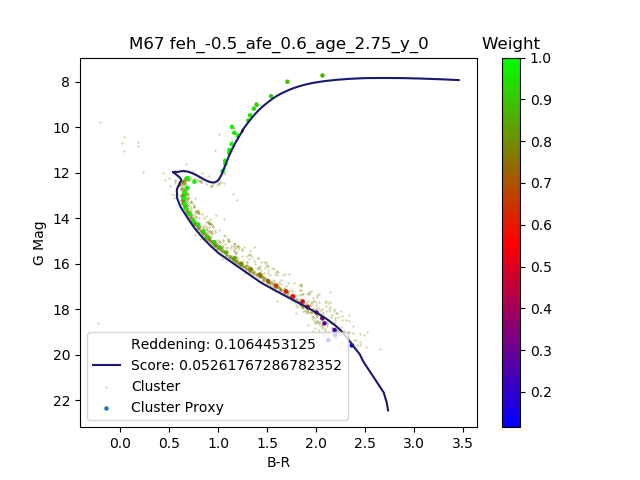 M67 feh_-0.5_afe_0.6_age_2.75_y_0
Weight
8
10
12
14
16
18
20
22
G Mag
0.0 0.5 1.0 1.5 2.0 2.5 3.0 3.5
B-R
Reddening: 0.1064453125
Score: 0.05261767286782352
Cluster
Cluster Proxy
1.0
0.9
0.8
0.7
0.6
0.5
0.4
0.3
0.2